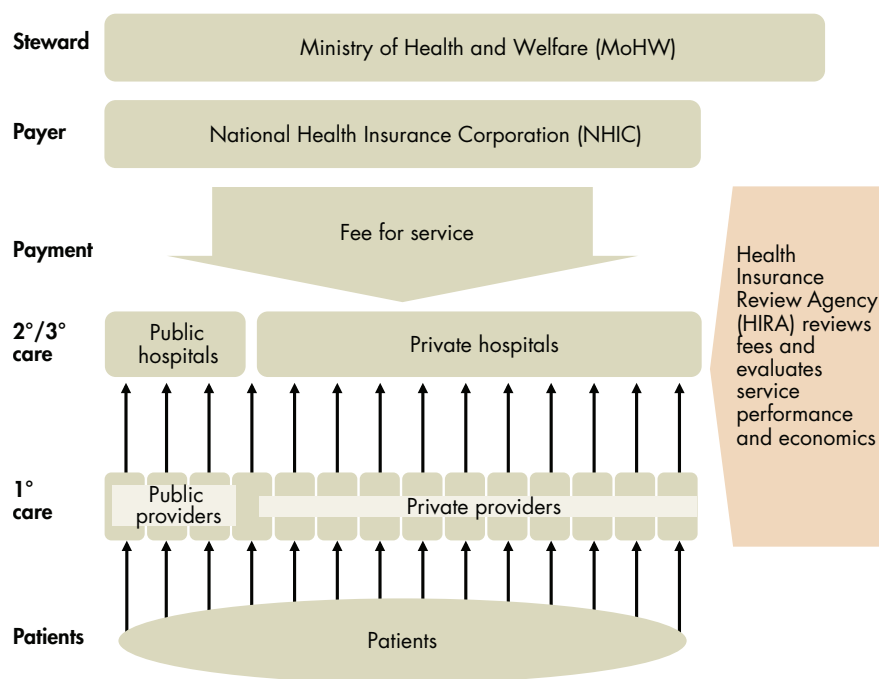 Steward
Ministry of Health and Welfare (MoHW)
Payer
National Health Insurance Corporation (NHIC)
Payment
Fee for service
Health
Insurance
Review Agency
(HIRA) reviews
fees and
evaluates
service
performance
and economics
2°/3°
care
Public
hospitals
Private hospitals
1°
care
Public
providers
Private providers
Patients
Patients